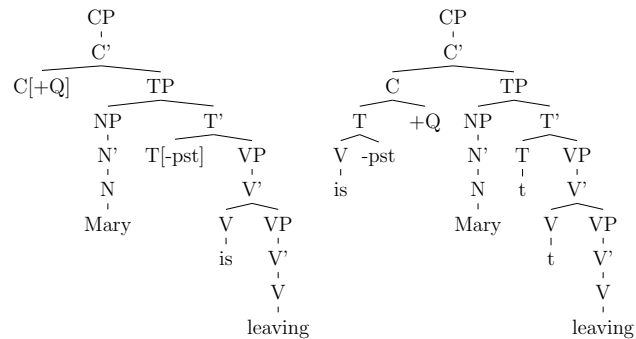 CP CP
C' C'
C[+Q] TP C TP
NP T' T +Q NP T'
N' T[-pst] VP V -pst N' T VP
N V' is N t V'
Mary V VP Mary V VP
is V' t V'
V V
leaving leaving